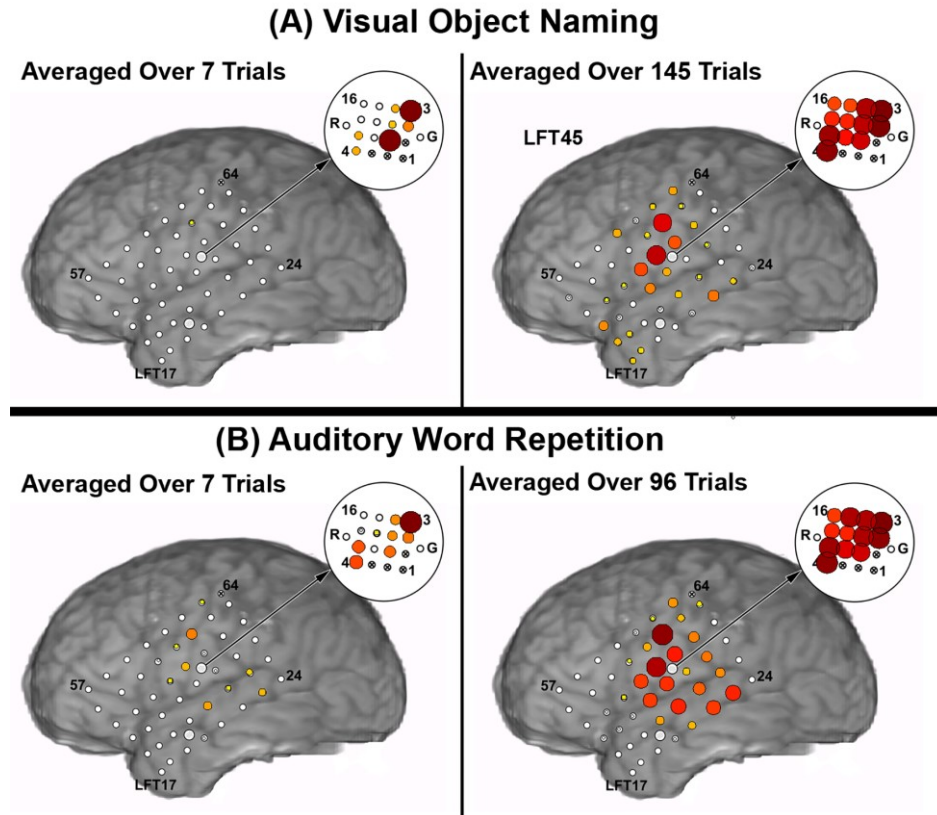 (A) Visual Object Naming
Averaged Over 7 Trials
16
3
R
G
4
1
64
57
24
LFT17
Averaged Over 145 Trials
LFT45
16
3
R
G
4
1
64
57
24
LFT17
(B) Auditory Word Repetition
Averaged Over 7 Trials
16
3
R
G
4
1
64
57
24
LFT17
Averaged Over 96 Trials
16
3
R
G
4
1
64
57
24
LFT17